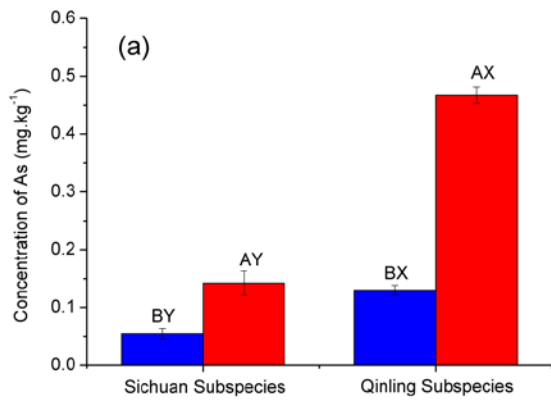 (a)
Concentration of As (mg.kg⁻¹)
0.6
0.5
0.4
0.3
0.2
0.1
0.0
BY
AY
BX
AX
Sichuan Subspecies
Qinling Subspecies